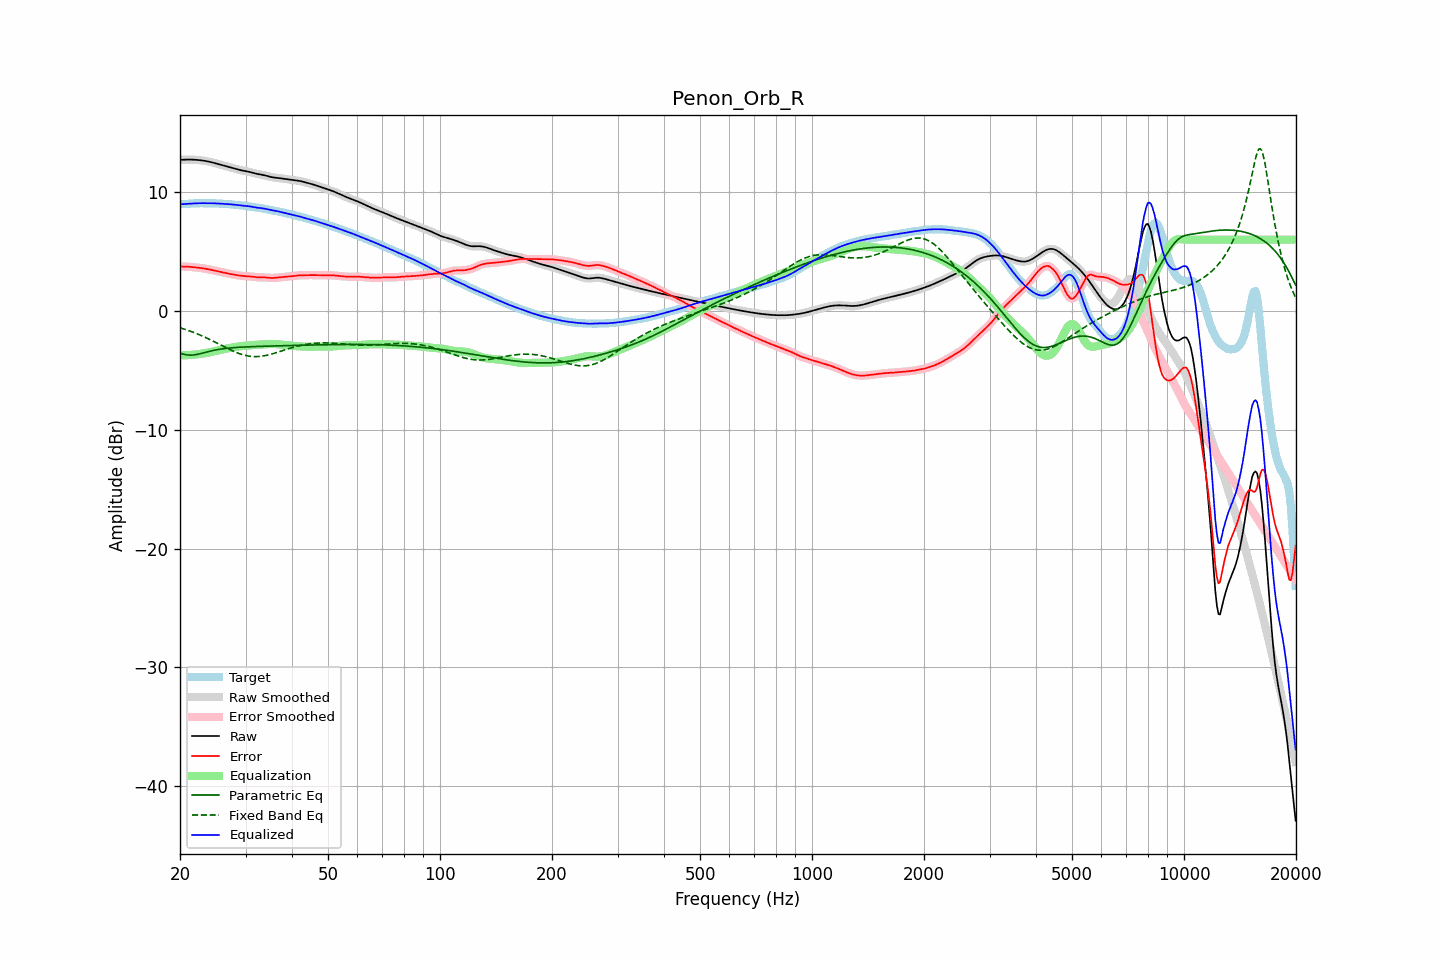 Penon_Orb_R
Amplitude (dBr)
10
0
−10
−20
−30
−40
Target
Raw Smoothed
Error Smoothed
Raw
Error
Equalization
Parametric Eq
Fixed Band Eq
Equalized
20 50 100 200 500 1000 2000 5000 10000 20000
Frequency (Hz)